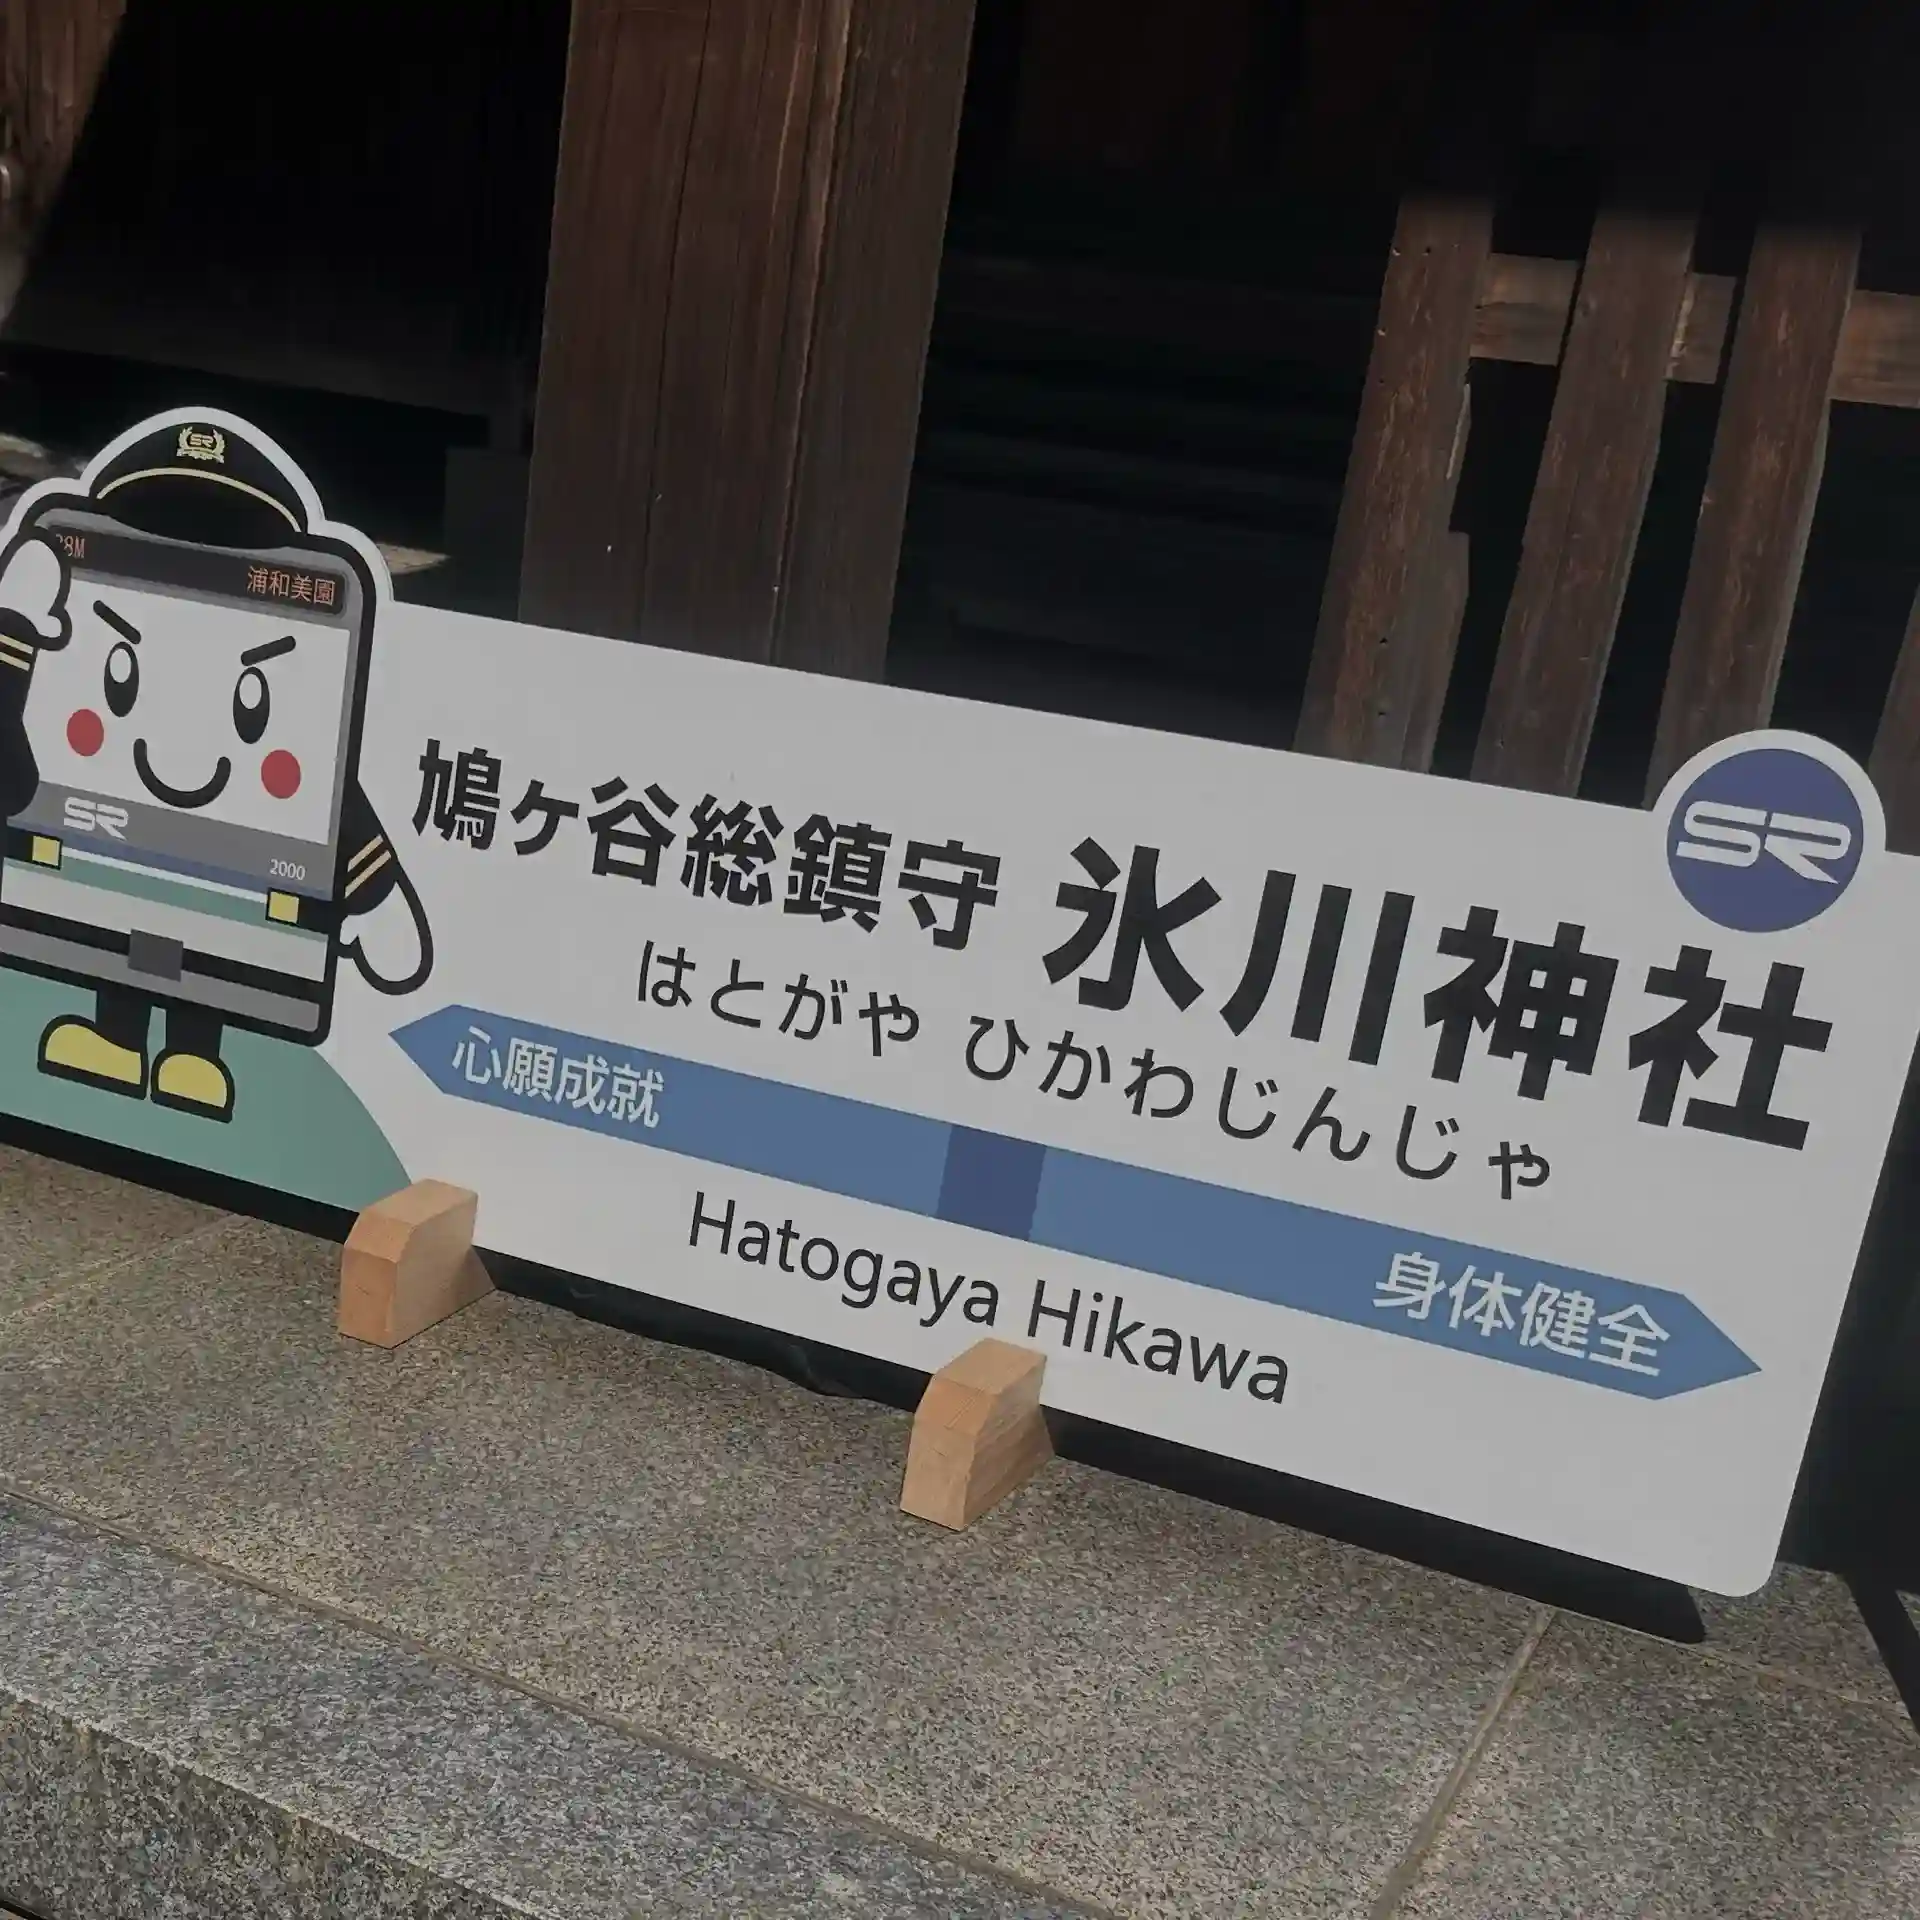 SR
28M
浦和美園
SR
2000
SR
鳩ヶ谷総鎮守 氷川神社
はとがや ひかわじんじゃ
心願成就
身体健全
Hatogaya Hikawa